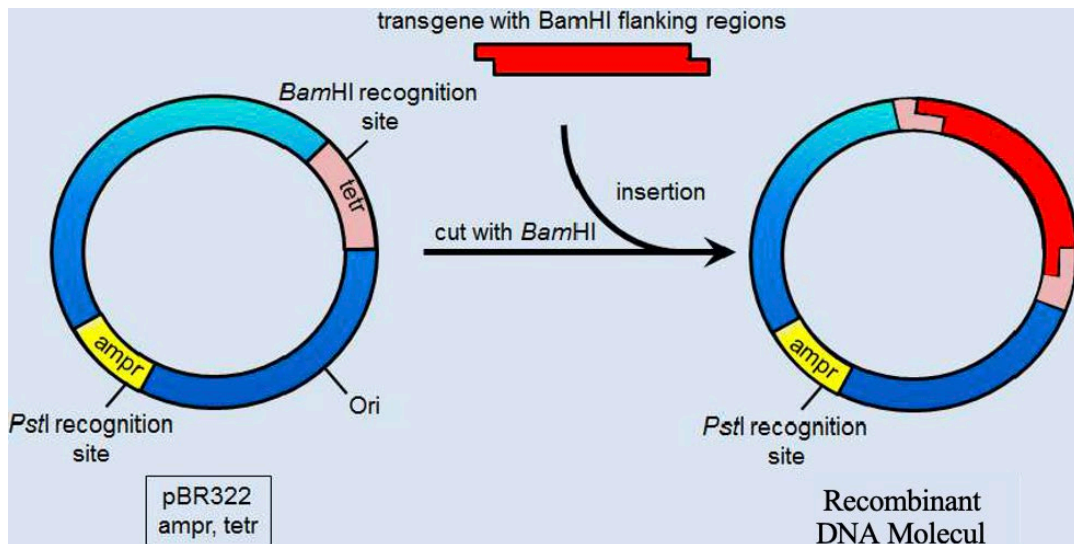 transgene with BamHI flanking regions
BamHI recognition
site
tetr
insertion
cut with BamHI
ampr
Ori
PstI recognition
site
pBR322
ampr, tetr
ampr
PstI recognition
site
Recombinant
DNA Molecul